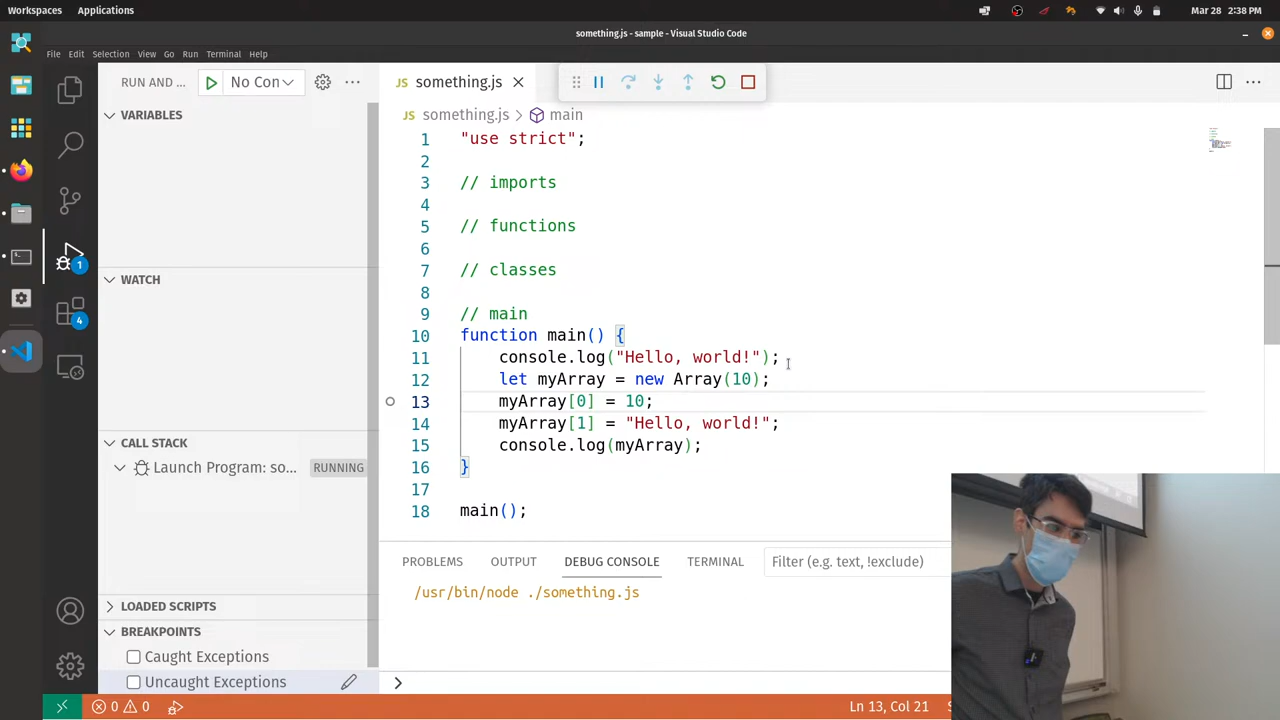 Workspaces Applications Mar 28 2:38 PM
something.js - sample - Visual Studio Code
File Edit Selection View Go Run Terminal Help
RUN AND ... No Con
JS something.js
JS something.js > main
VARIABLES
WATCH
CALL STACK
Launch Program: so... RUNNING
LOADED SCRIPTS
BREAKPOINTS
Caught Exceptions
Uncaught Exceptions
1
4
1 "use strict";
2
3 // imports
4
5 // functions
6
7 // classes
8
9 // main
10 function main() {
11 console.log("Hello, world!");
12 let myArray = new Array(10);
13 myArray[0] = 10;
14 myArray[1] = "Hello, world!";
15 console.log(myArray);
16 }
17
18 main();
PROBLEMS OUTPUT DEBUG CONSOLE TERMINAL Filter (e.g. text, !exclude)
/usr/bin/node ./something.js
>
0 0 Ln 13, Col 21